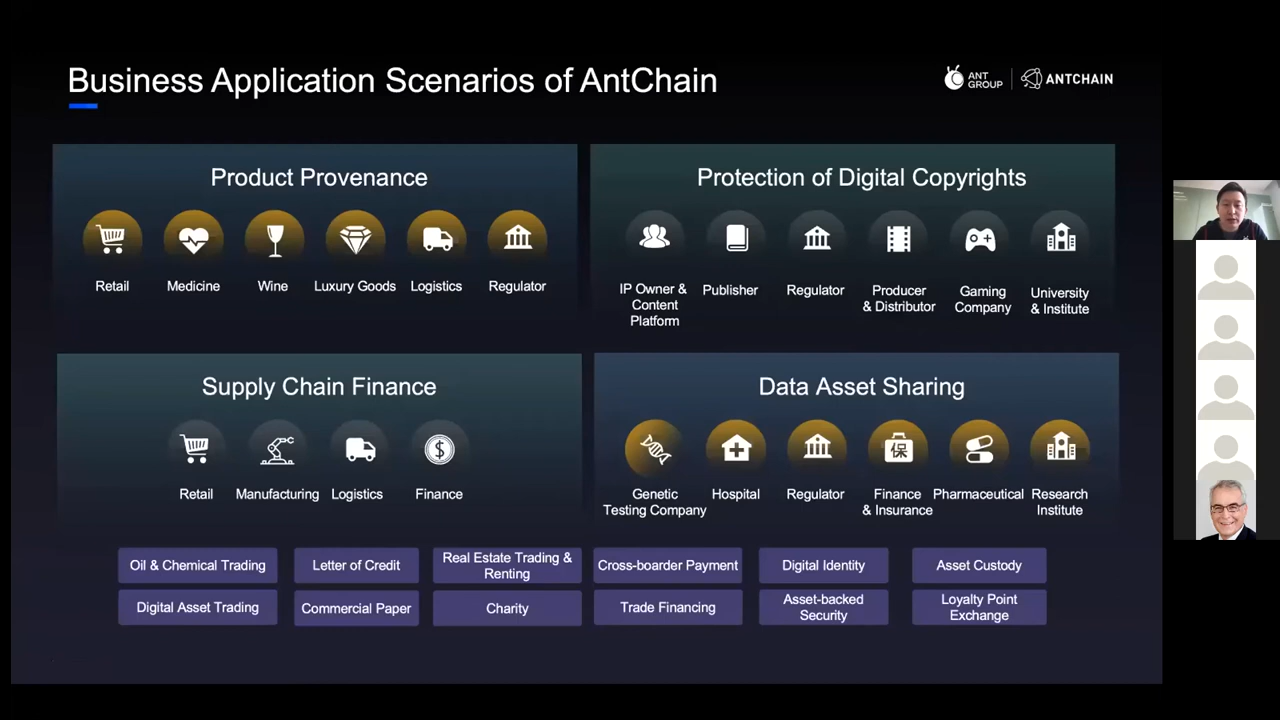 Business Application Scenarios of AntChain
ANT
GROUP
ANTCHAIN
Product Provenance
Retail
Medicine
Wine
Luxury Goods
Logistics
Regulator
Protection of Digital Copyrights
IP Owner &
Content
Platform
Publisher
Regulator
Producer
& Distributor
Gaming
Company
University
& Institute
Supply Chain Finance
$
Retail
Manufacturing
Logistics
Finance
Data Asset Sharing
保
Genetic
Testing Company
Hospital
Regulator
Finance
& Insurance
Pharmaceutical
Research
Institute
Oil & Chemical Trading
Letter of Credit
Real Estate Trading &
Renting
Cross-boarder Payment
Digital Identity
Asset Custody
Digital Asset Trading
Commercial Paper
Charity
Trade Financing
Asset-backed
Security
Loyalty Point
Exchange